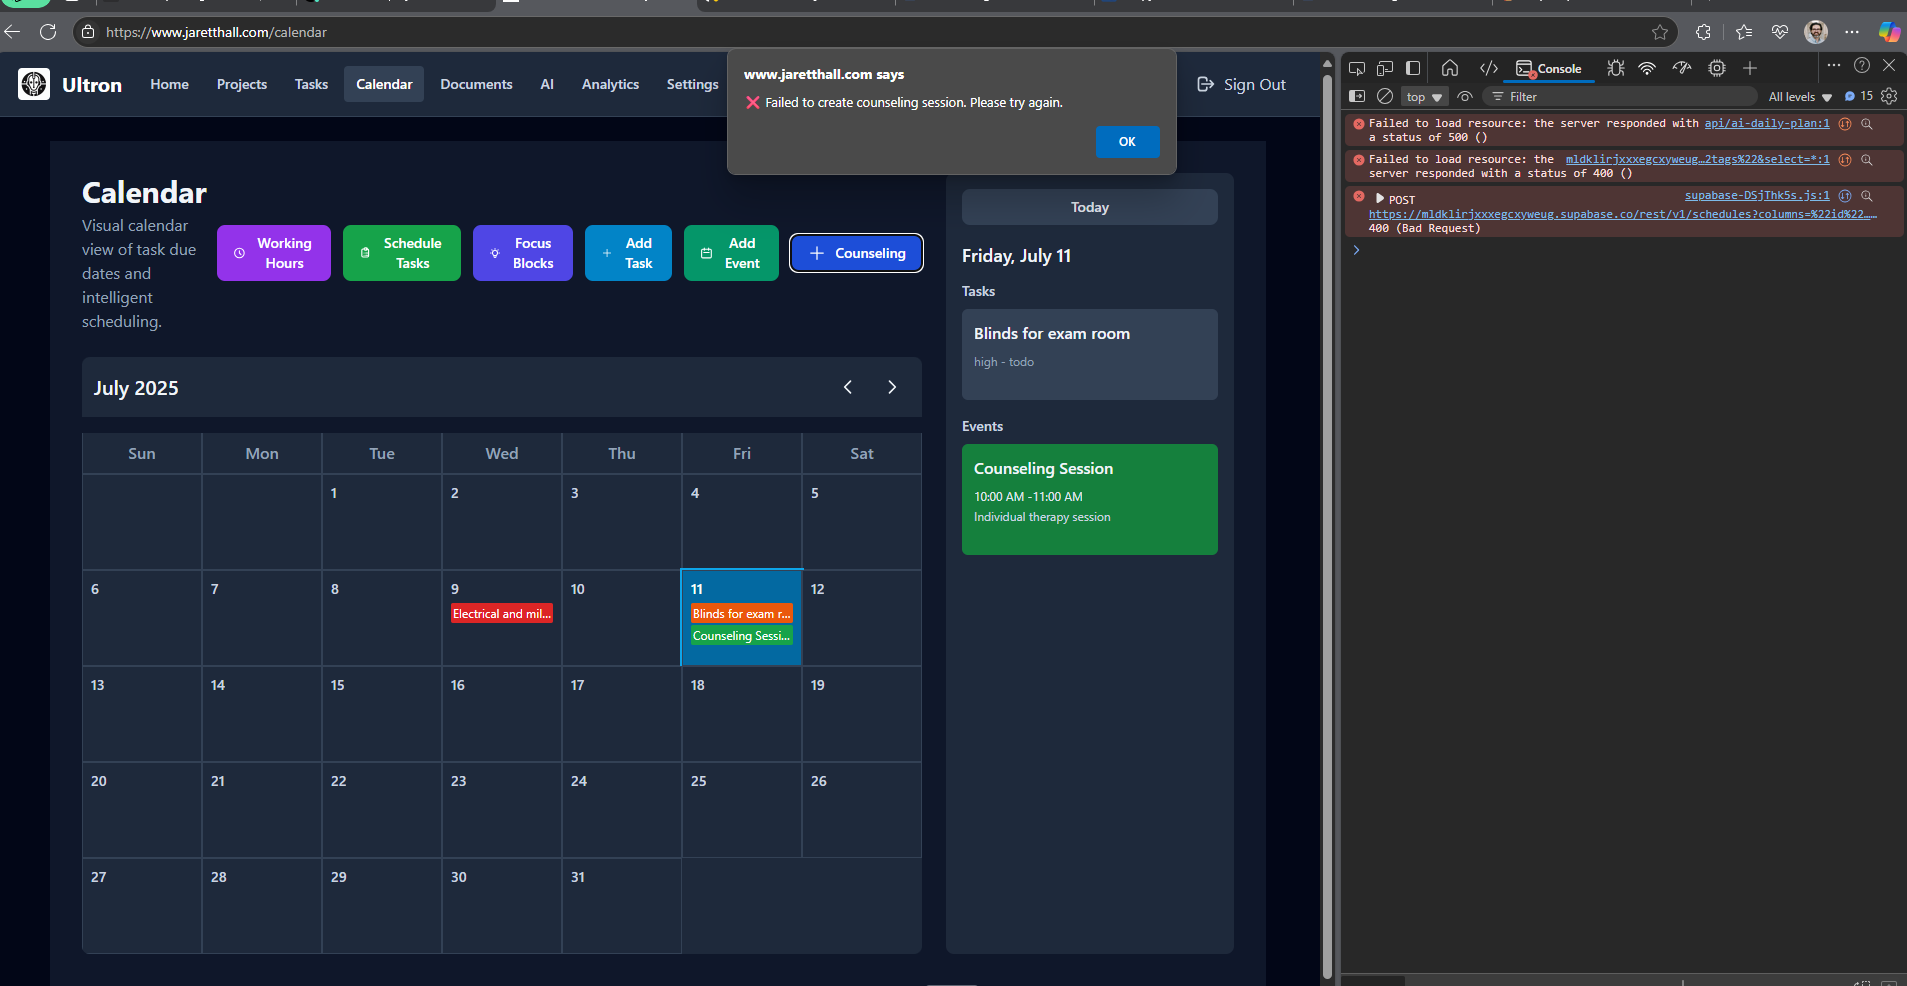 https://www.jaretthall.com/calendar
Ultron
Home
Projects
Tasks
Calendar
Documents
AI
Analytics
Settings
Sign Out
www.jaretthall.com says
❌ Failed to create counseling session. Please try again.
OK
Calendar
Visual calendar
view of task due
dates and
intelligent
scheduling.
Working
Hours
Schedule
Tasks
Focus
Blocks
Add
Task
Add
Event
Counseling
July 2025
Sun Mon Tue Wed Thu Fri Sat
1 2 3 4 5
6 7 8 9 10 11 12
Electrical and mil...
Blinds for exam r...
Counseling Sessi...
13 14 15 16 17 18 19
20 21 22 23 24 25 26
27 28 29 30 31
Today
Friday, July 11
Tasks
Blinds for exam room
high - todo
Events
Counseling Session
10:00 AM -11:00 AM
Individual therapy session
Console
top
Filter
All levels
15
Failed to load resource: the server responded with api/ai-daily-plan:1
a status of 500 ()
Failed to load resource: the mldklirjxxxegcxyweug…2tags%22&select=*:1
server responded with a status of 400 ()
POST supabase-DSjThk5s.js:1
https://mldklirjxxxegcxyweug.supabase.co/rest/v1/schedules?columns=%22id%22……
400 (Bad Request)